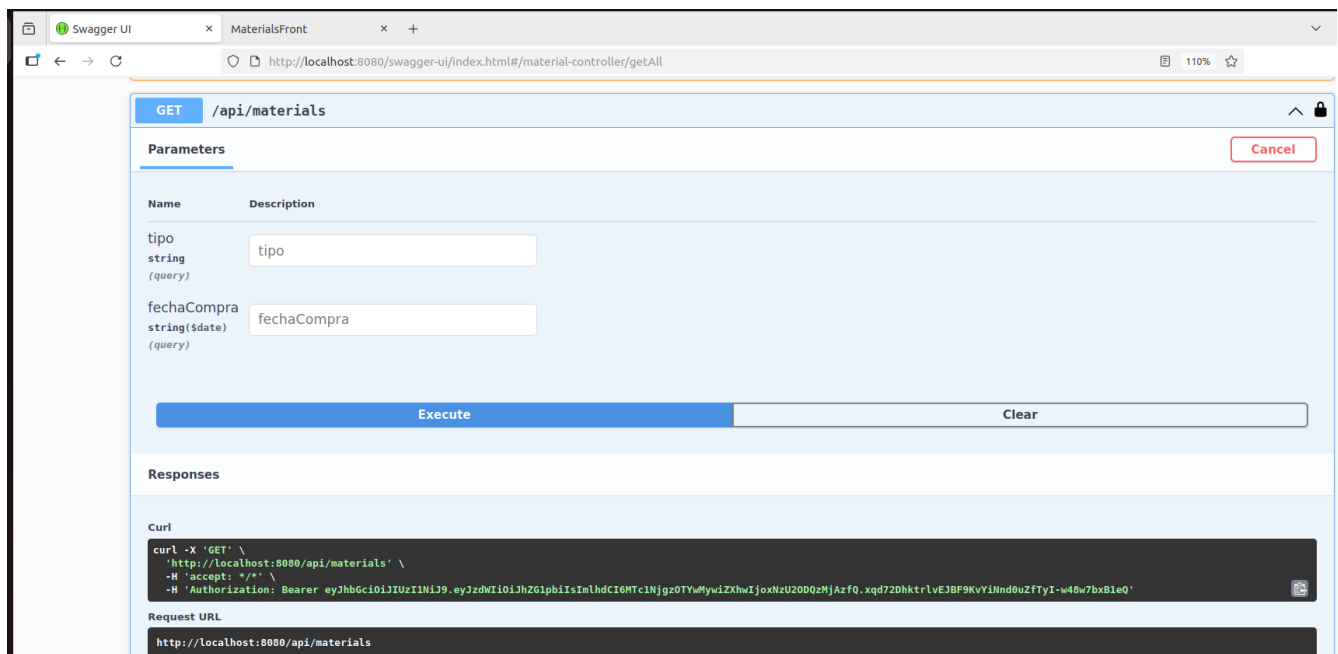 Swagger UI
MaterialsFront
http://localhost:8080/swagger-ui/index.html#/material-controller/getAll
110%
GET /api/materials
Parameters
Cancel
Name Description
tipo
string
(query)
tipo
fechaCompra
string($date)
(query)
fechaCompra
Execute
Clear
Responses
Curl
curl -X 'GET' \
'http://localhost:8080/api/materials' \
-H 'accept: */*' \
-H 'Authorization: Bearer eyJhbGciOiJIUzI1NiJ9.eyJzdWIiOiJhZG1pbiIsImlhdCI6MTc1NjgzOTYwMywiZXhwIjoxNzU2ODQzMjAzfQ.xqd72DhktrlvEJBF9KvYiNnd0uZfTyI-w48w7bxB1eQ'
Request URL
http://localhost:8080/api/materials